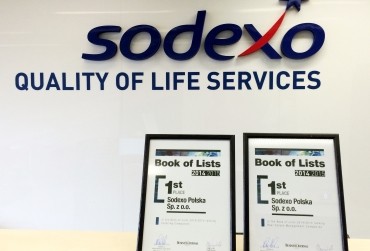 sodexo
QUALITY OF LIFE SERVICES
Book of Lists
2014 2015
1st
PLACE
Sodexo Polska
Sp. z o.o.
Book of Lists
2014 2015
1st
PLACE
Sodexo Polska
Sp. z o.o.